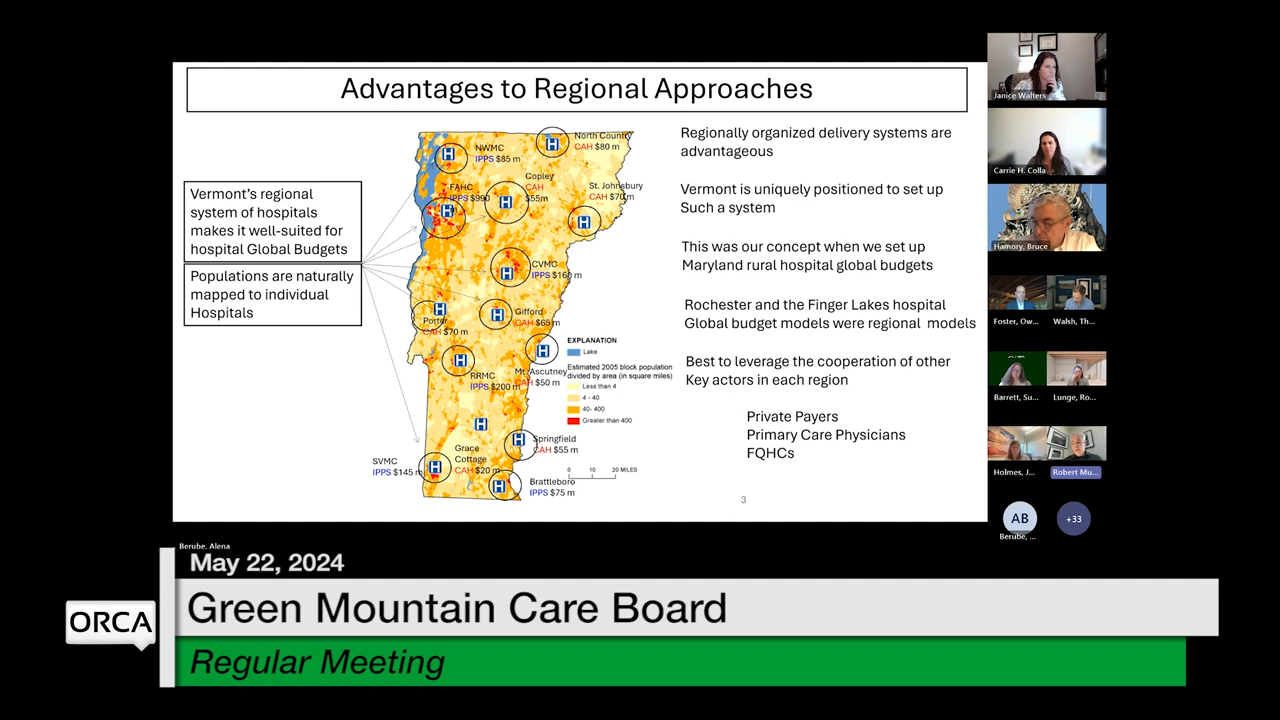 Advantages to Regional Approaches
Vermont's regional
system of hospitals
makes it well-suited for
hospital Global Budgets
Populations are naturally
mapped to individual
Hospitals
NWMC
IPPS $85 m
North Country
CAH $80 m
FAHC
IPPS $990
m
Copley
CAH
$55m
St. Johnsbury
CAH $70 m
CVMC
IPPS $160 m
Porter
CAH $70 m
Gifford
CAH $65 m
RRMC
IPPS $200 m
Mt. Ascutney
CAH $50 m
Springfield
CAH $55 m
SVMC
IPPS $145 m
Grace
Cottage
CAH $20 m
Brattleboro
IPPS $75 m
H
H
H
H
H
H
H
H
H
H
H
H
H
H
EXPLANATION
Lake
Estimated 2005 block population
divided by area (in square miles)
Less than 4
4 - 40
40- 400
Greater than 400
0 10 20 MILES
Regionally organized delivery systems are
advantageous
Vermont is uniquely positioned to set up
Such a system
This was our concept when we set up
Maryland rural hospital global budgets
Rochester and the Finger Lakes hospital
Global budget models were regional models
Best to leverage the cooperation of other
Key actors in each region
Private Payers
Primary Care Physicians
FQHCs
3
Janice Walters
Carrie H. Colla
Hamory, Bruce
Foster, Ow...
Walsh, Th...
Barrett, Su...
Lunge, Ro...
Holmes, J...
Robert Mu...
AB
+33
Berube, ...
Berube, Alena
May 22, 2024
ORCA
Green Mountain Care Board
Regular Meeting